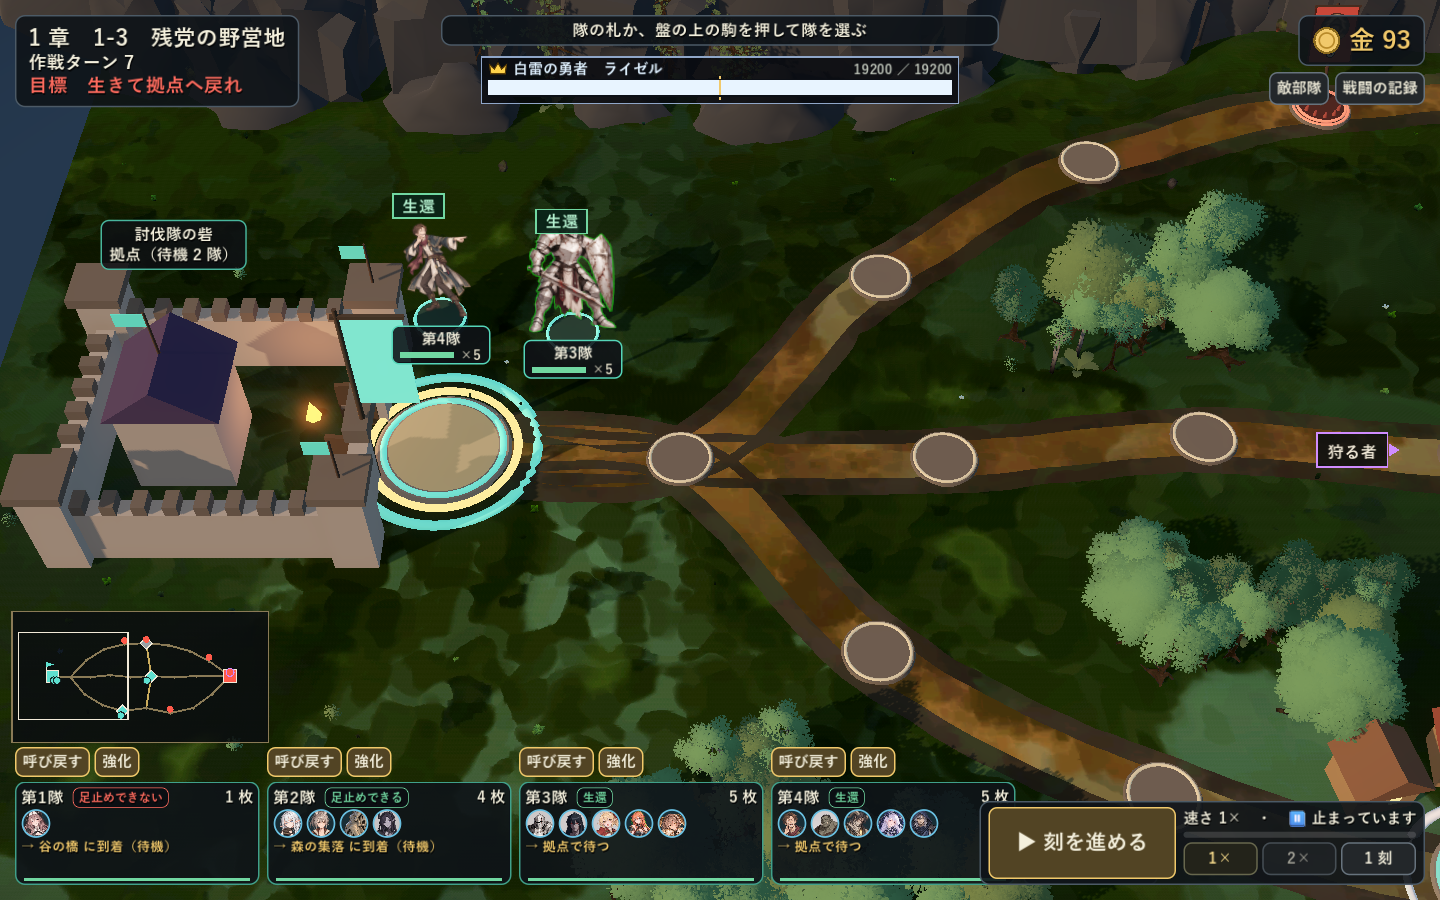 1 章　1-3　残党の野営地
作戦ターン 7
目標　生きて拠点へ戻れ
隊の札か、盤の上の駒を押して隊を選ぶ
白雷の勇者　ライゼル
19200 ／ 19200
金 93
敵部隊
戦闘の記録
生還
生還
討伐隊の砦
拠点（待機 2 隊）
第4隊
×5
第3隊
×5
狩る者
呼び戻す
強化
呼び戻す
強化
呼び戻す
強化
呼び戻す
強化
第1隊
足止めできない
1 枚
→ 谷の橋 に到着（待機）
第2隊
足止めできる
4 枚
→ 森の集落 に到着（待機）
第3隊
生還
5 枚
→ 拠点で待つ
第4隊
生還
5 枚
→ 拠点で待つ
▶ 刻を進める
速さ 1×　・　⏸ 止まっています
1×
2×
1 刻